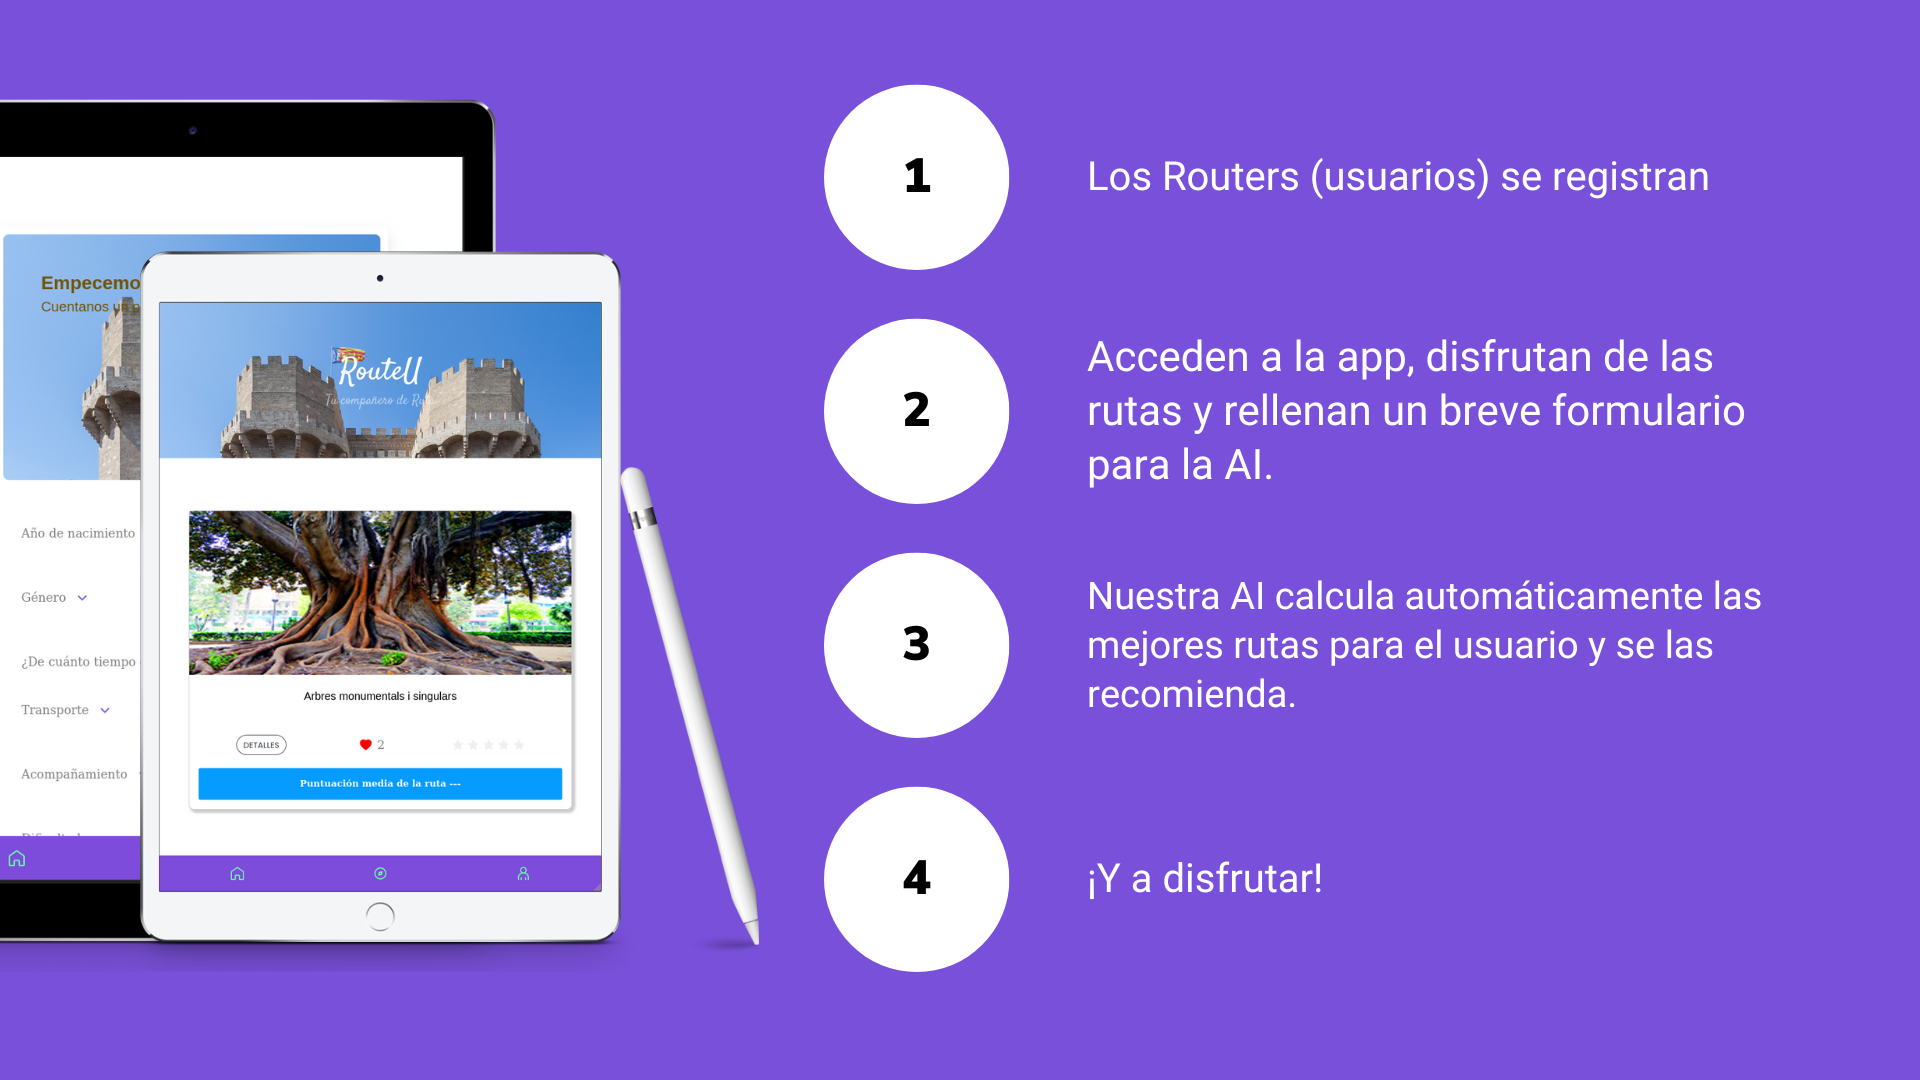 Empecemo
Cuentanos un p
Año de nacimiento
Género
¿De cuánto tiempo
Transporte
Acompañamiento
Routell
Tu compañero de Ruta
Arbres monumentals i singulars
DETALLES
2
Puntuación media de la ruta ---
1
Los Routers (usuarios) se registran
2
Acceden a la app, disfrutan de las
rutas y rellenan un breve formulario
para la AI.
3
Nuestra AI calcula automáticamente las
mejores rutas para el usuario y se las
recomienda.
4
¡Y a disfrutar!